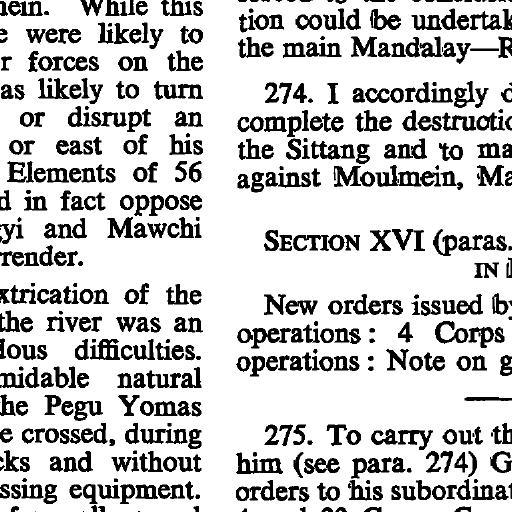 nein. While this
were likely to
r forces on the
as likely to turn
or disrupt an
or east of his
Elements of 56
d in fact oppose
gyi and Mawchi
render.
xtrication of the
the river was an
lous difficulties.
midable natural
he Pegu Yomas
e crossed, during
cks and without
ssing equipment.
tion could be undertak
the main Mandalay—R
274. I accordingly d
complete the destructio
the Sittang and to ma
against Moulmein, Ma
SECTION XVI (paras.
IN
New orders issued by
operations: 4 Corps
operations: Note on g
275. To carry out th
him (see para. 274) G
orders to his subordinat